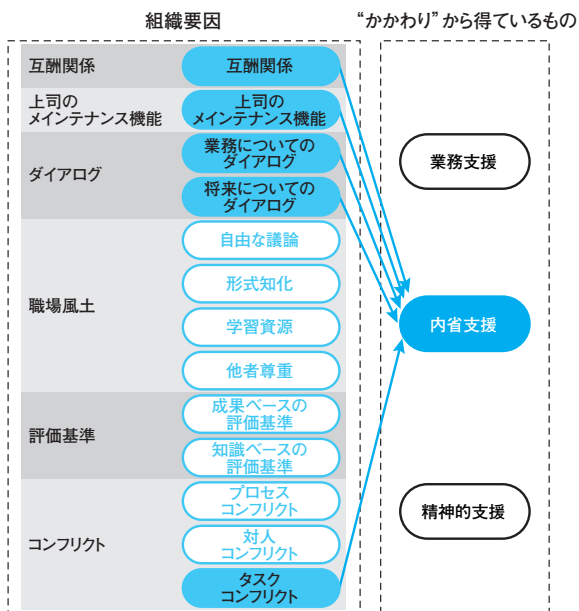 組織要因
“かかわり”から得ているもの
互酬関係
互酬関係
上司の
メインテナンス機能
上司の
メインテナンス機能
ダイアログ
業務についての
ダイアログ
将来についての
ダイアログ
職場風土
自由な議論
形式知化
学習資源
他者尊重
評価基準
成果ベースの
評価基準
知識ベースの
評価基準
コンフリクト
プロセス
コンフリクト
対人
コンフリクト
タスク
コンフリクト
業務支援
内省支援
精神的支援